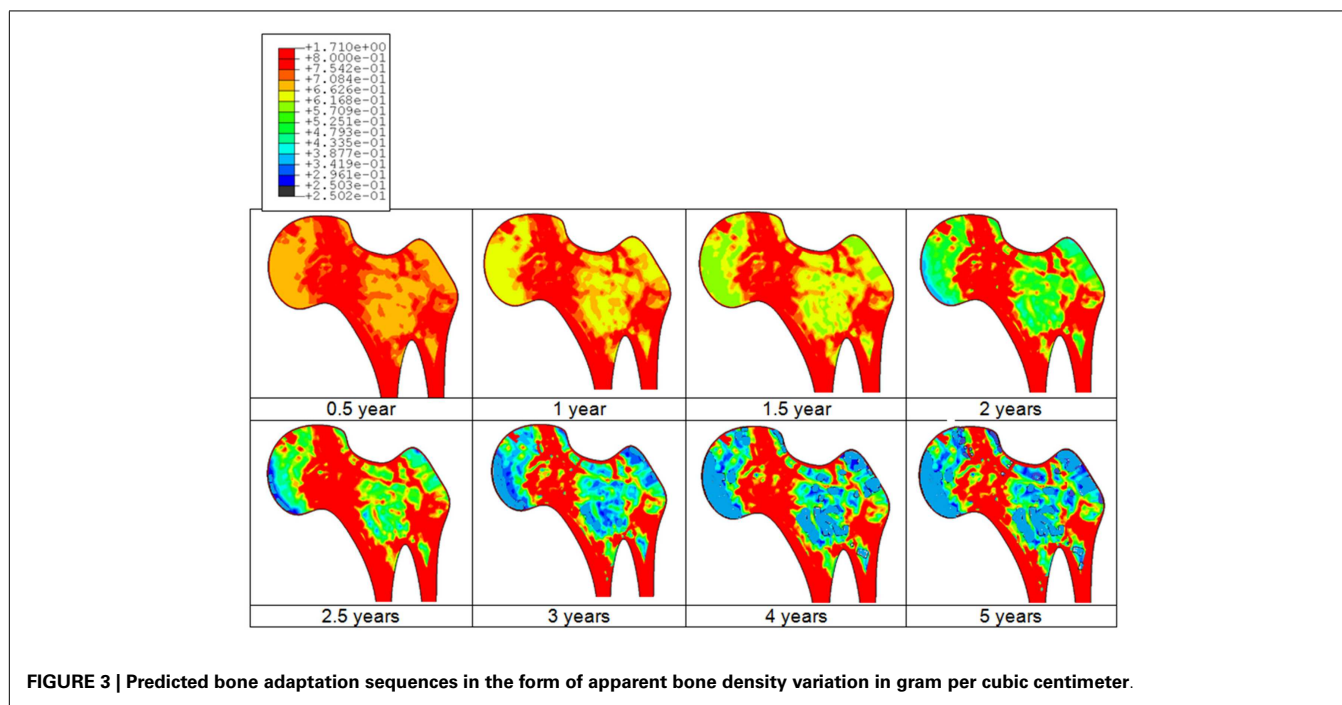 +1.710e+00
+8.000e-01
+7.542e-01
+7.084e-01
+6.626e-01
+6.168e-01
+5.709e-01
+5.251e-01
+4.793e-01
+4.335e-01
+3.877e-01
+3.419e-01
+2.961e-01
+2.503e-01
+2.502e-01
0.5 year 1 year 1.5 year 2 years
2.5 years 3 years 4 years 5 years
FIGURE 3 | Predicted bone adaptation sequences in the form of apparent bone density variation in gram per cubic centimeter.